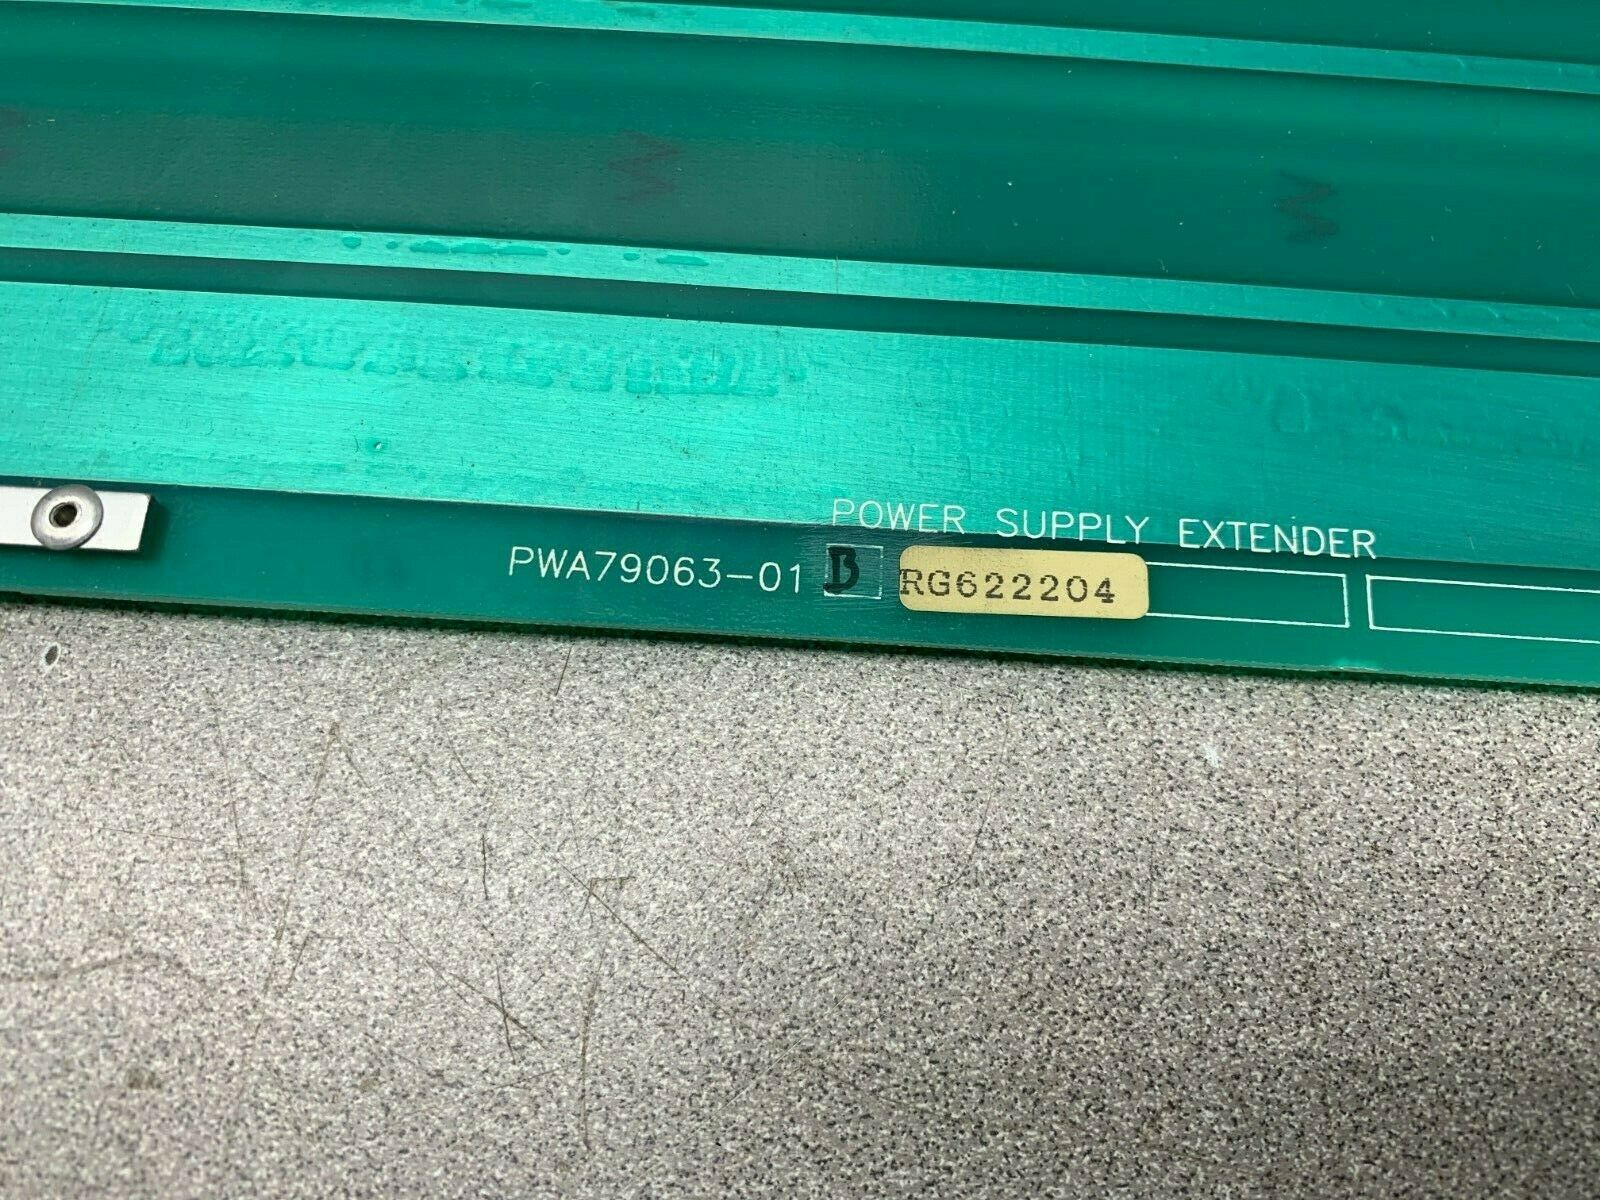 POWER SUPPLY EXTENDER
PWA79063-01 B RG622204